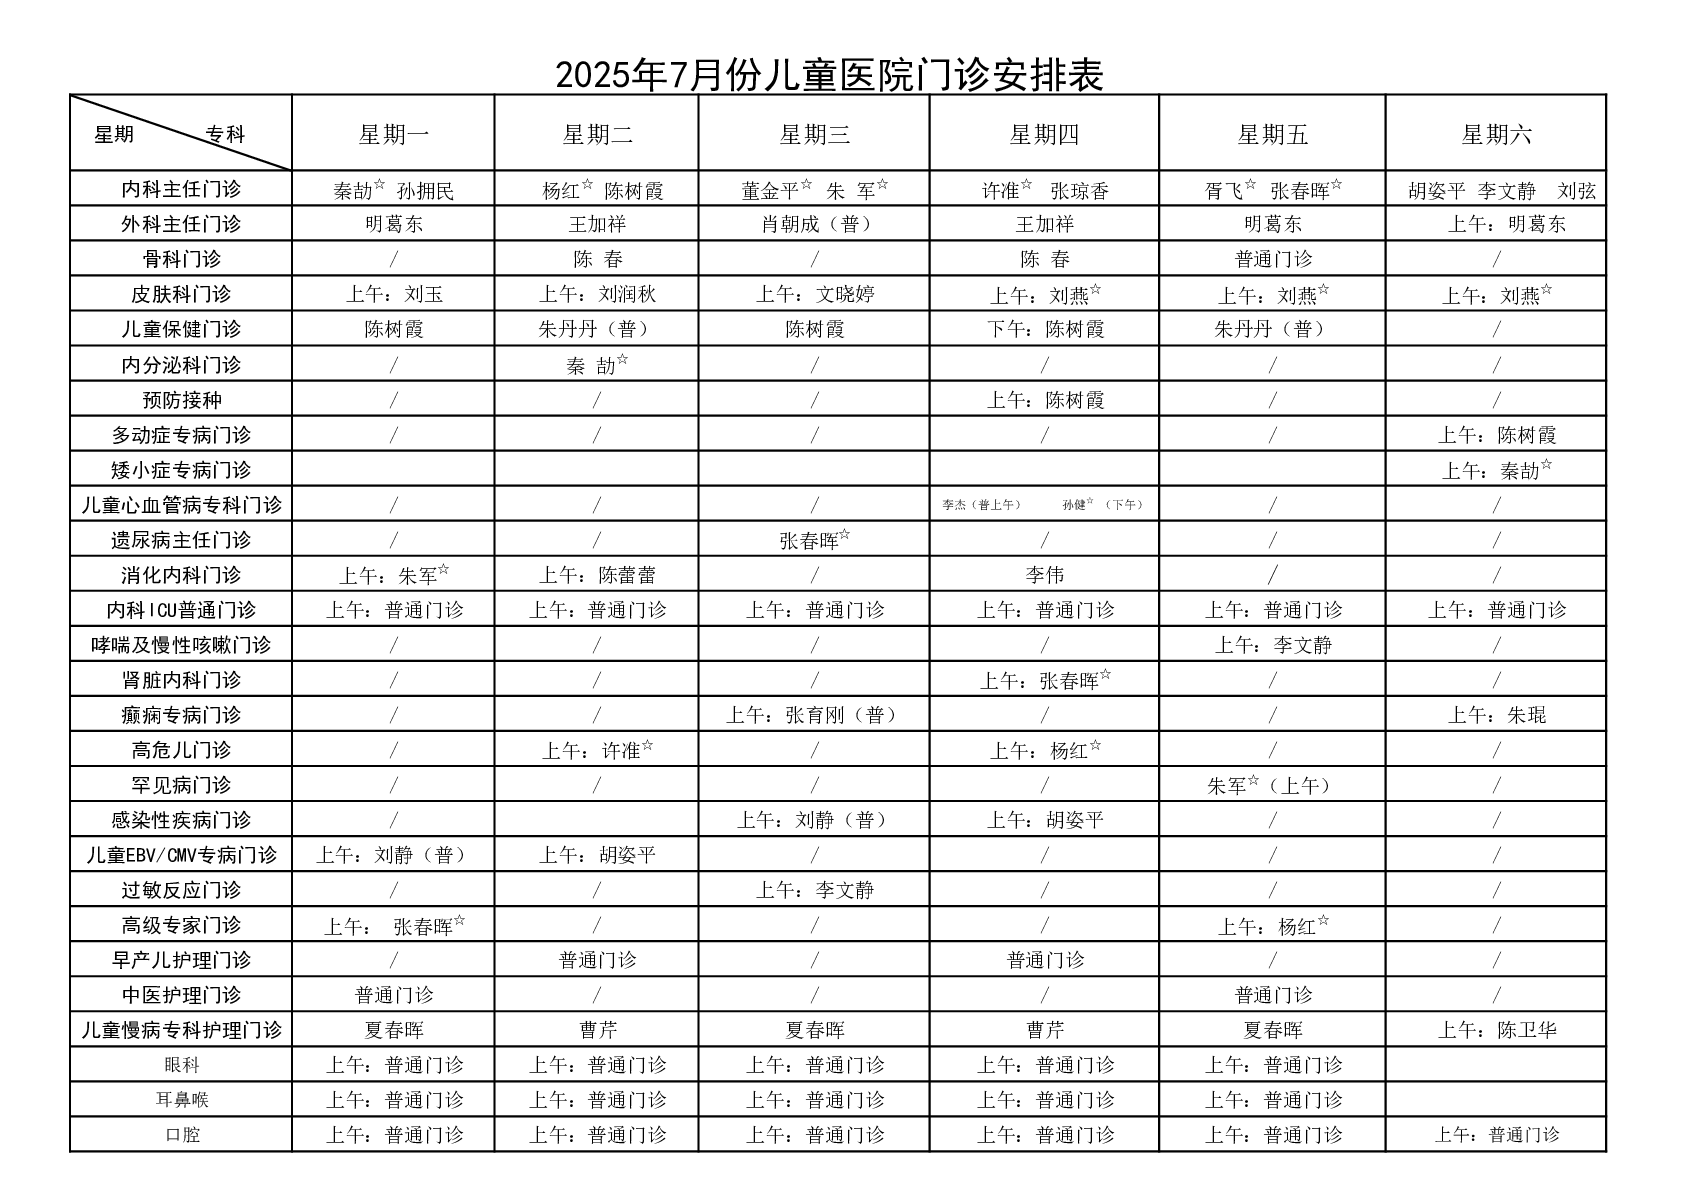 2025年7月份儿童医院门诊安排表
星期 专科 星期一 星期二 星期三 星期四 星期五 星期六
内科主任门诊 秦劼☆ 孙拥民 杨红☆ 陈树霞 董金平☆ 朱 军☆ 许准☆ 张琼香 胥飞☆ 张春晖☆ 胡姿平 李文静 刘弦
外科主任门诊 明葛东 王加祥 肖朝成（普） 王加祥 明葛东 上午：明葛东
骨科门诊 / 陈 春 / 陈 春 普通门诊 /
皮肤科门诊 上午：刘玉 上午：刘润秋 上午：文晓婷 上午：刘燕☆ 上午：刘燕☆ 上午：刘燕☆
儿童保健门诊 陈树霞 朱丹丹（普） 陈树霞 下午：陈树霞 朱丹丹（普） /
内分泌科门诊 / 秦 劼☆ / / / /
预防接种 / / / 上午：陈树霞 / /
多动症专病门诊 / / / / / 上午：陈树霞
矮小症专病门诊 上午：秦劼☆
儿童心血管病专科门诊 / / / 李杰（普上午） 孙健☆（下午） / /
遗尿病主任门诊 / / 张春晖☆ / / /
消化内科门诊 上午：朱军☆ 上午：陈蕾蕾 / 李伟 / /
内科ICU普通门诊 上午：普通门诊 上午：普通门诊 上午：普通门诊 上午：普通门诊 上午：普通门诊 上午：普通门诊
哮喘及慢性咳嗽门诊 / / / / 上午：李文静 /
肾脏内科门诊 / / / 上午：张春晖☆ / /
癫痫专病门诊 / / 上午：张育刚（普） / / 上午：朱琨
高危儿门诊 / 上午：许准☆ / 上午：杨红☆ / /
罕见病门诊 / / / / 朱军☆（上午） /
感染性疾病门诊 / 上午：刘静（普） 上午：胡姿平 / /
儿童EBV/CMV专病门诊 上午：刘静（普） 上午：胡姿平 / / / /
过敏反应门诊 / / 上午：李文静 / / /
高级专家门诊 上午： 张春晖☆ / / / 上午：杨红☆ /
早产儿护理门诊 / 普通门诊 / 普通门诊 / /
中医护理门诊 普通门诊 / / / 普通门诊 /
儿童慢病专科护理门诊 夏春晖 曹芹 夏春晖 曹芹 夏春晖 上午：陈卫华
眼科 上午：普通门诊 上午：普通门诊 上午：普通门诊 上午：普通门诊 上午：普通门诊
耳鼻喉 上午：普通门诊 上午：普通门诊 上午：普通门诊 上午：普通门诊 上午：普通门诊
口腔 上午：普通门诊 上午：普通门诊 上午：普通门诊 上午：普通门诊 上午：普通门诊 上午：普通门诊